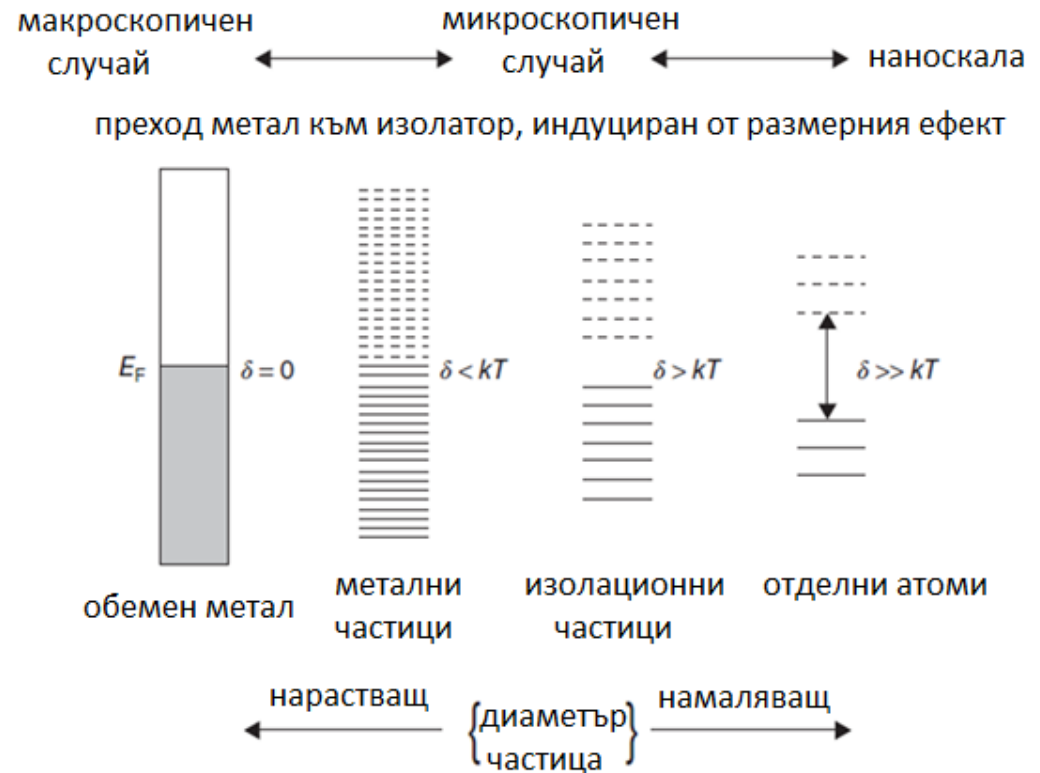 макроскопичен
случай
микроскопичен
случай
наноскала
преход метал към изолатор, индуциран от размерния ефект
E_F
δ = 0
δ < kT
δ > kT
δ >> kT
обемен метал
метални
частици
изолационни
частици
отделни атоми
нарастващ
{диаметър
частица}
намаляващ